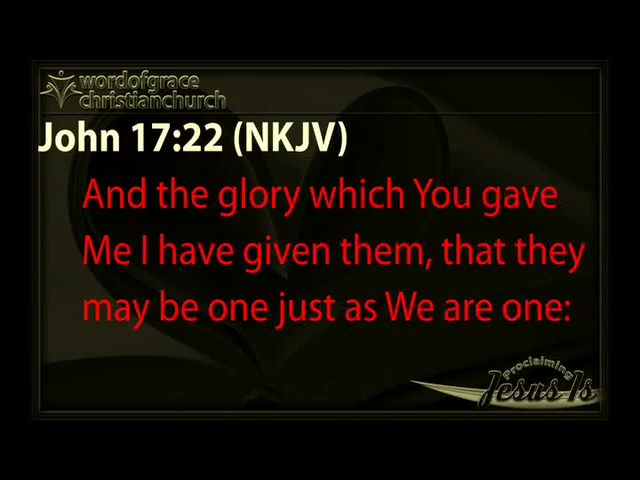 wordofgrace
christianchurch
John 17:22 (NKJV)
And the glory which You gave
Me I have given them, that they
may be one just as We are one:
Proclaiming
Jesus Is